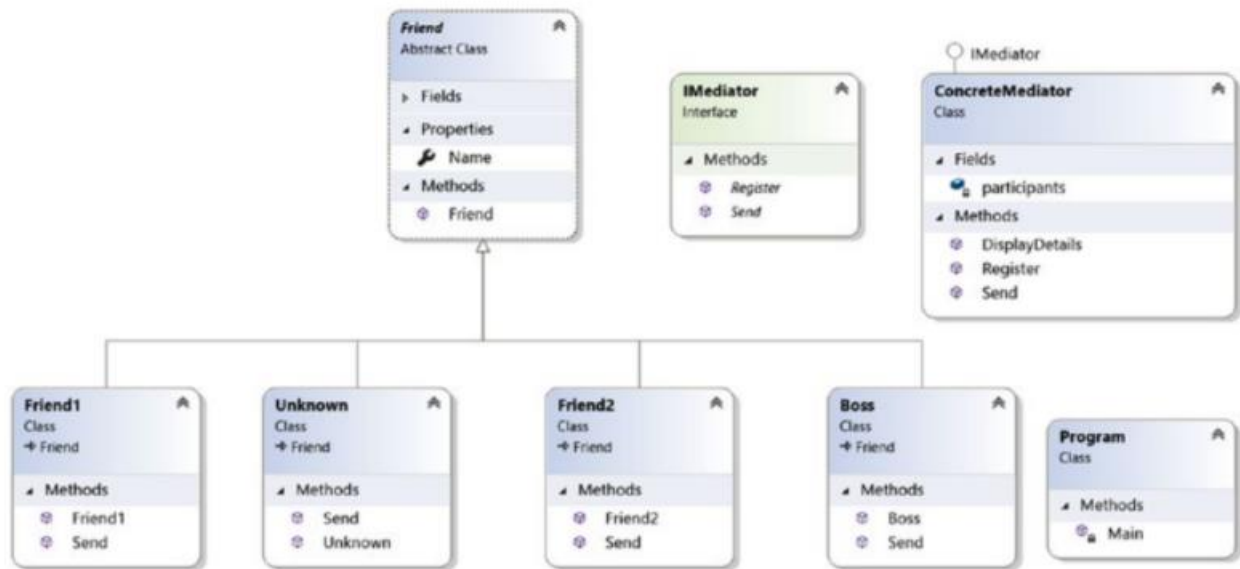 Friend
Abstract Class
Fields
Properties
Name
Methods
Friend
IMediator
Interface
Methods
Register
Send
IMediator
ConcreteMediator
Class
Fields
participants
Methods
DisplayDetails
Register
Send
Friend1
Class
Friend
Methods
Friend1
Send
Unknown
Class
Friend
Methods
Send
Unknown
Friend2
Class
Friend
Methods
Friend2
Send
Boss
Class
Friend
Methods
Boss
Send
Program
Class
Methods
Main